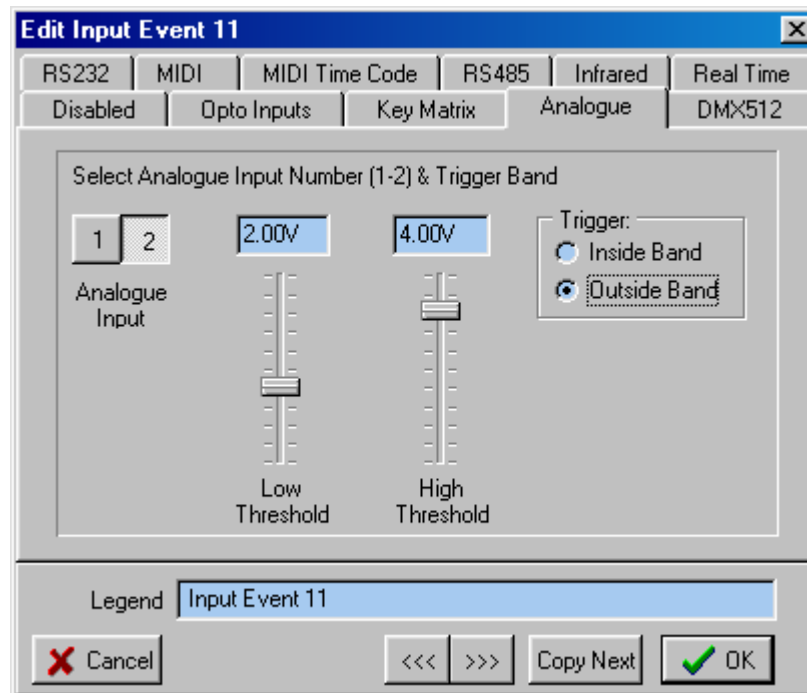 Edit Input Event 11
RS232 MIDI MIDI Time Code RS485 Infrared Real Time
Disabled Opto Inputs Key Matrix Analogue DMX512
Select Analogue Input Number (1-2) & Trigger Band
1 2 2.00V 4.00V Trigger:
Inside Band
Outside Band
Analogue
Input
Low
Threshold
High
Threshold
Legend Input Event 11
Cancel <<< >>> Copy Next OK